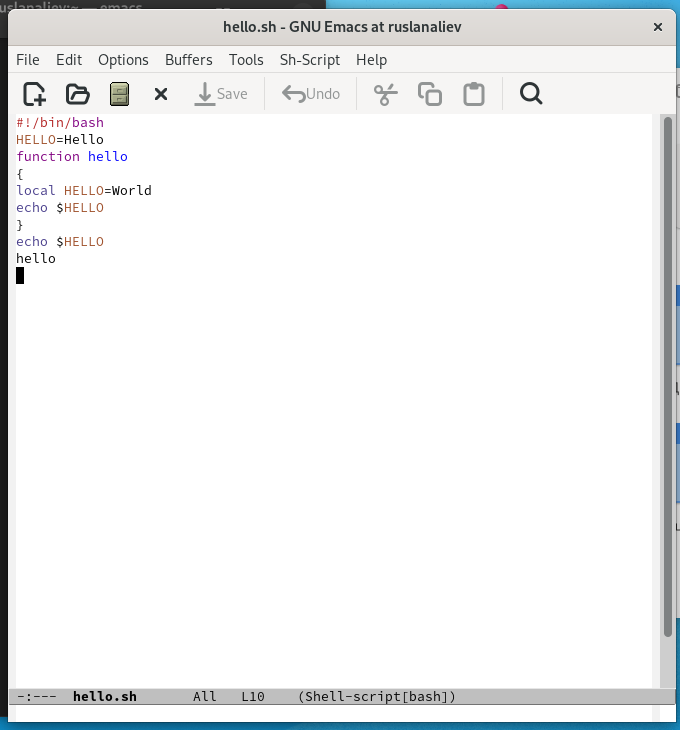 ruslanaliev:~ — emacs
hello.sh - GNU Emacs at ruslanaliev
File Edit Options Buffers Tools Sh-Script Help
Save Undo
#!/bin/bash
HELLO=Hello
function hello
{
local HELLO=World
echo $HELLO
}
echo $HELLO
hello
-:--- hello.sh All L10 (Shell-script[bash])